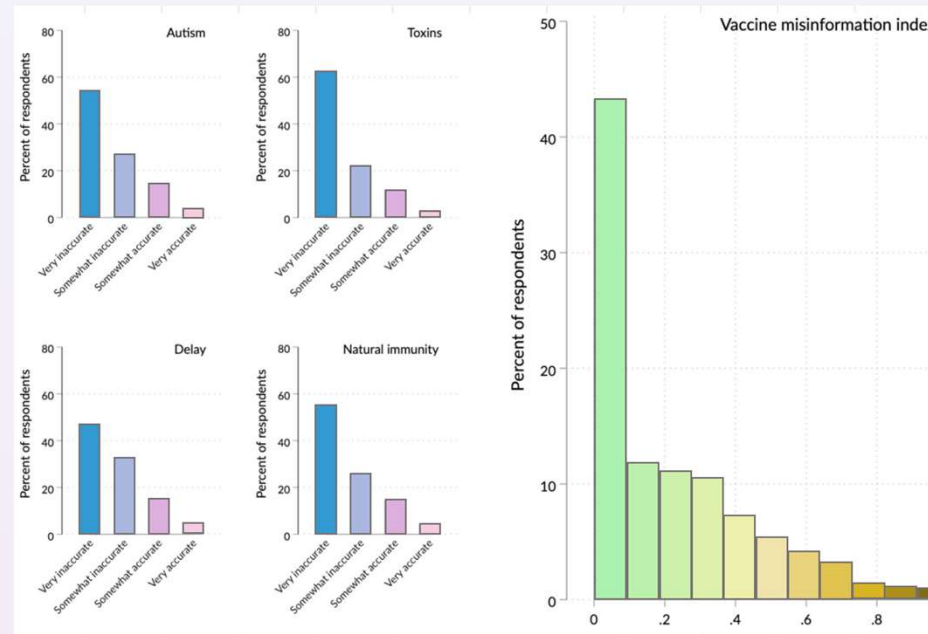 Autism
Percent of respondents
80
60
40
20
0
Very inaccurate
Somewhat inaccurate
Somewhat accurate
Very accurate
Toxins
Percent of respondents
80
60
40
20
0
Very inaccurate
Somewhat inaccurate
Somewhat accurate
Very accurate
Delay
Percent of respondents
80
60
40
20
0
Very inaccurate
Somewhat inaccurate
Somewhat accurate
Very accurate
Natural immunity
Percent of respondents
80
60
40
20
0
Very inaccurate
Somewhat inaccurate
Somewhat accurate
Very accurate
Vaccine misinformation inde
Percent of respondents
50
40
30
20
10
0
0 .2 .4 .6 .8